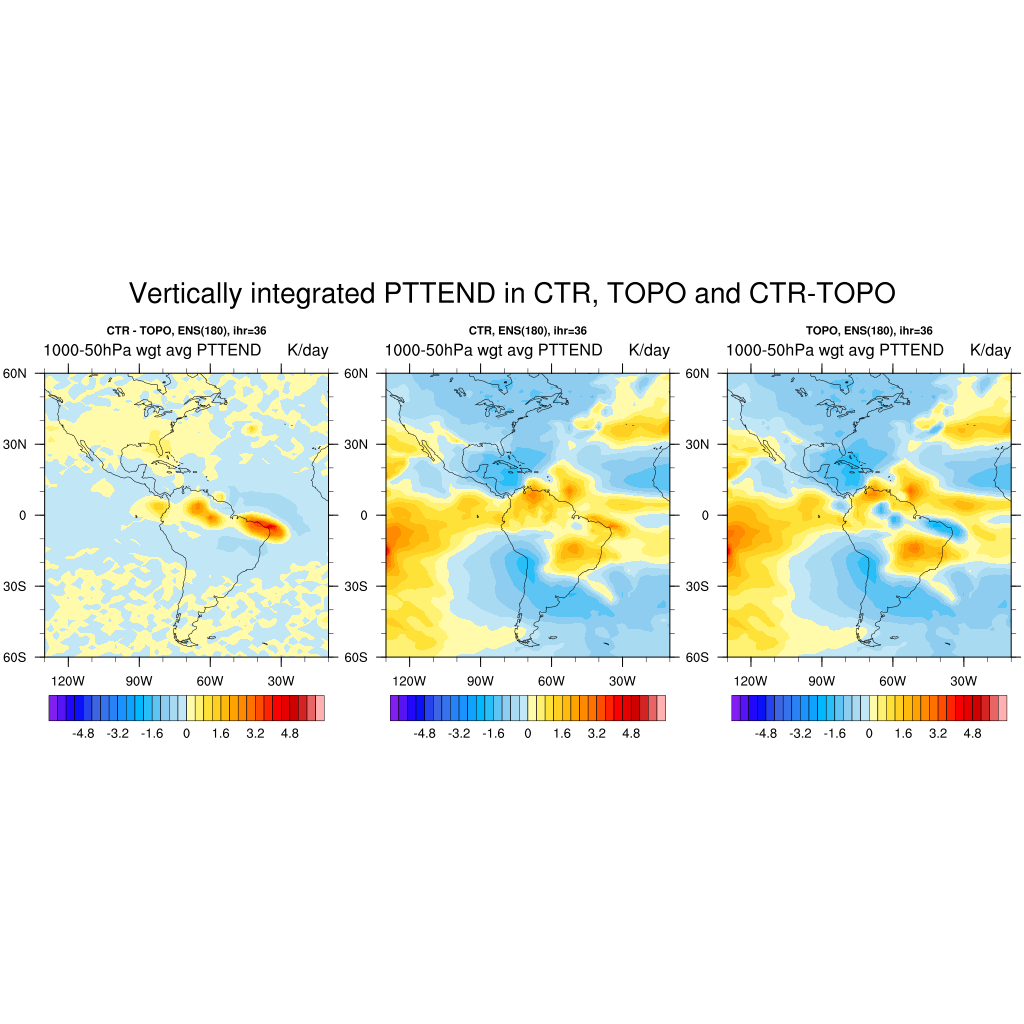 Vertically integrated PTTEND in CTR, TOPO and CTR-TOPO
CTR - TOPO, ENS(180), ihr=36
1000-50hPa wgt avg PTTEND K/day
60N
30N
0
30S
60S
120W 90W 60W 30W
-4.8 -3.2 -1.6 0 1.6 3.2 4.8
CTR, ENS(180), ihr=36
1000-50hPa wgt avg PTTEND K/day
60N
30N
0
30S
60S
120W 90W 60W 30W
-4.8 -3.2 -1.6 0 1.6 3.2 4.8
TOPO, ENS(180), ihr=36
1000-50hPa wgt avg PTTEND K/day
60N
30N
0
30S
60S
120W 90W 60W 30W
-4.8 -3.2 -1.6 0 1.6 3.2 4.8